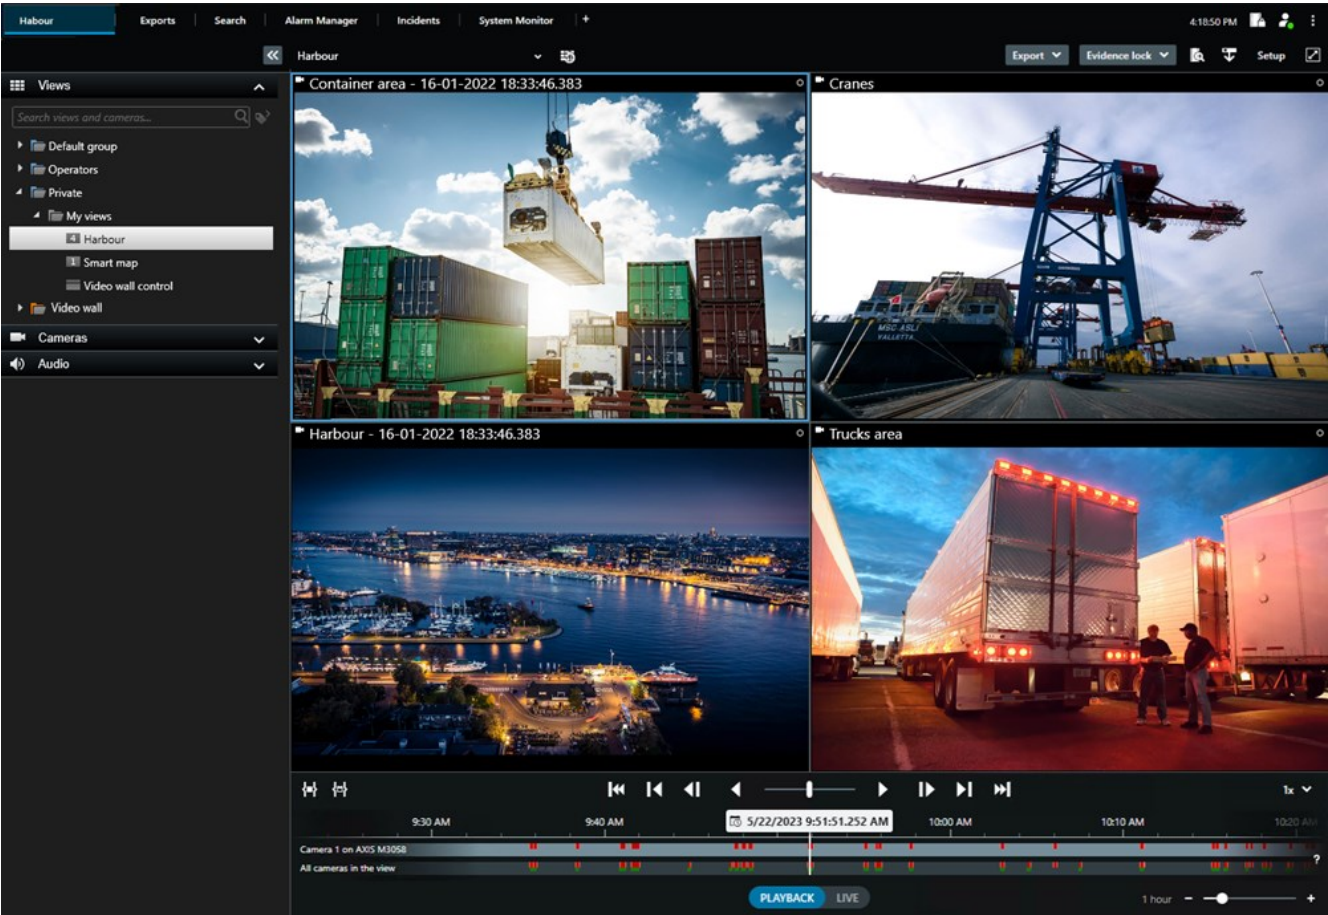 Habour Exports Search Alarm Manager Incidents System Monitor + 4:18:50 PM
Harbour Export Evidence lock Setup
Views
Search views and cameras...
Default group
Operators
Private
My views
4 Harbour
1 Smart map
Video wall control
Video wall
Cameras
Audio
Container area - 16-01-2022 18:33:46.383
Cranes
MSC ASLI
VALLETTA
Harbour - 16-01-2022 18:33:46.383
Trucks area
1x
9:30 AM 9:40 AM 5/22/2023 9:51:51.252 AM 10:00 AM 10:10 AM 10:20 AM
Camera 1 on AXIS M3058
All cameras in the view
?
PLAYBACK LIVE
1 hour - +